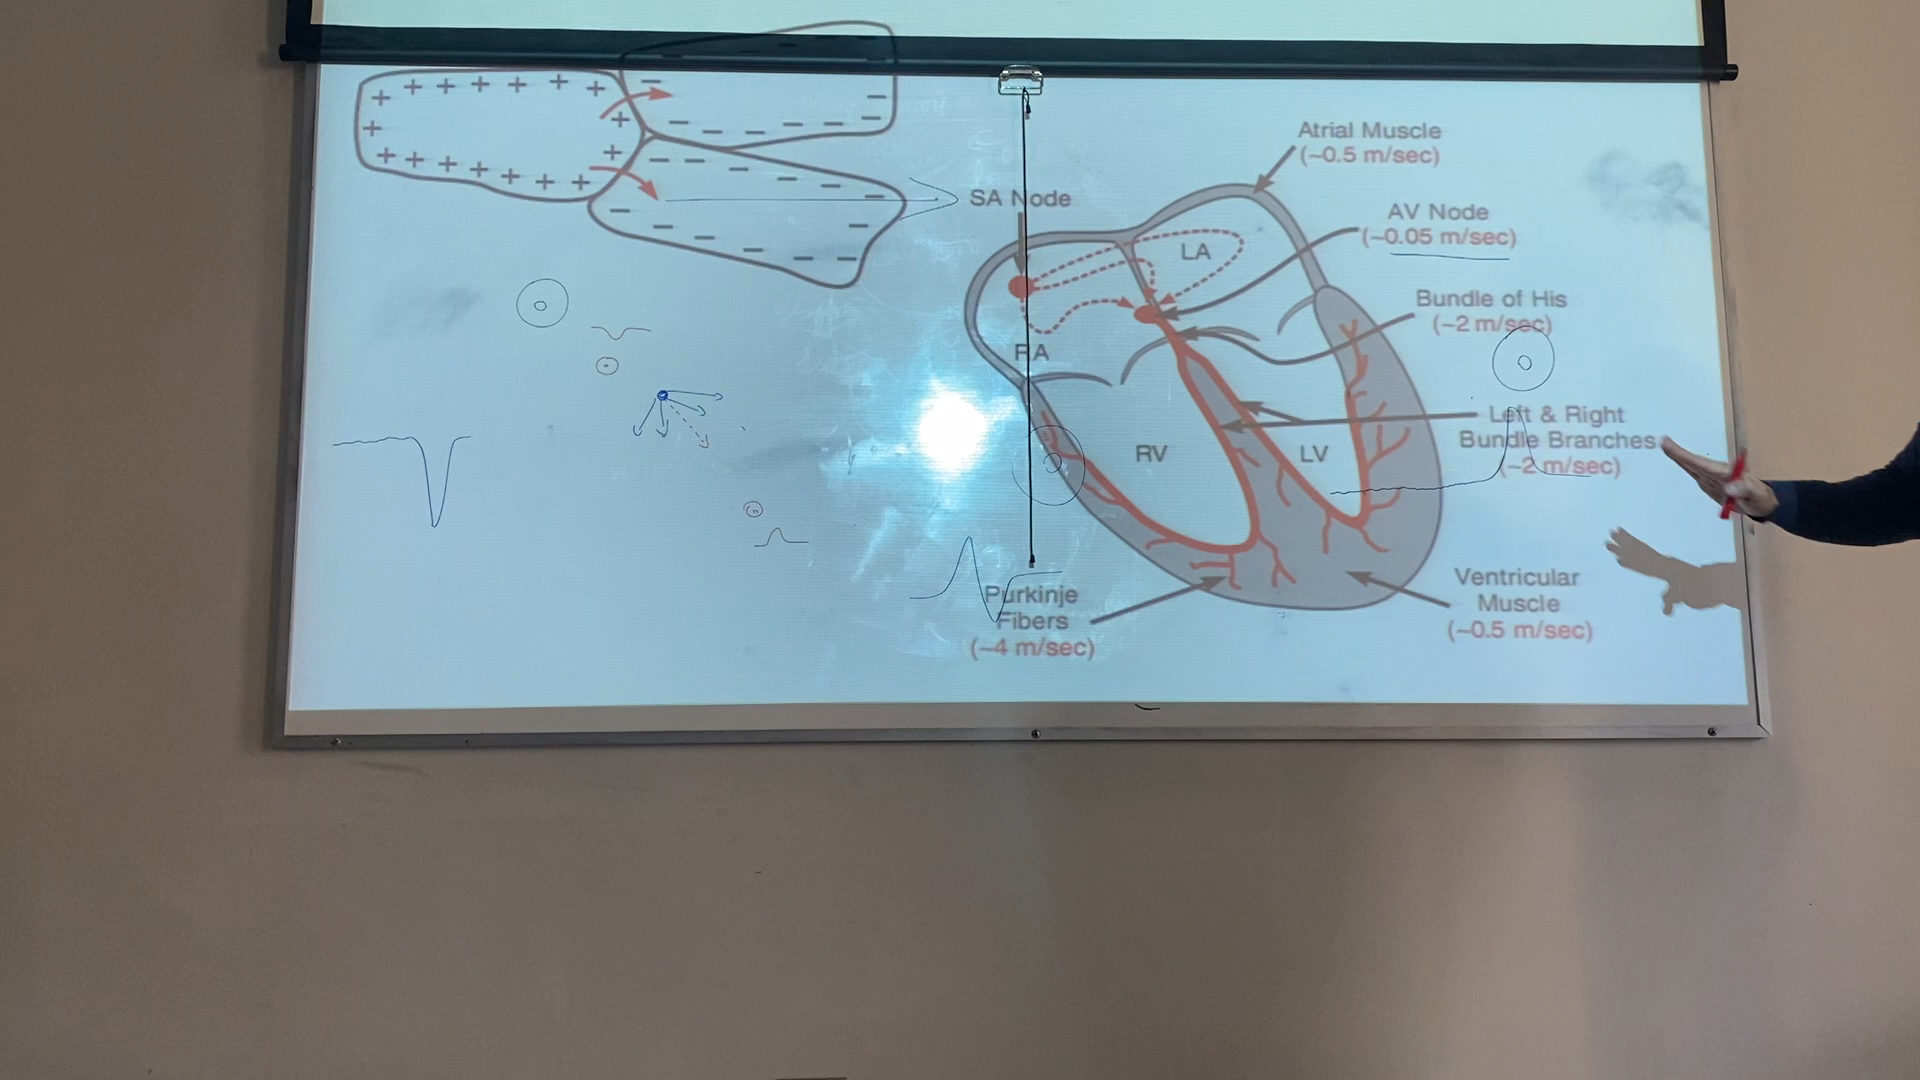 Atrial Muscle
(~0.5 m/sec)
SA Node
AV Node
(~0.05 m/sec)
LA
Bundle of His
(~2 m/sec)
RA
Left & Right
Bundle Branches
(~2 m/sec)
RV
LV
Purkinje
Fibers
(~4 m/sec)
Ventricular
Muscle
(~0.5 m/sec)